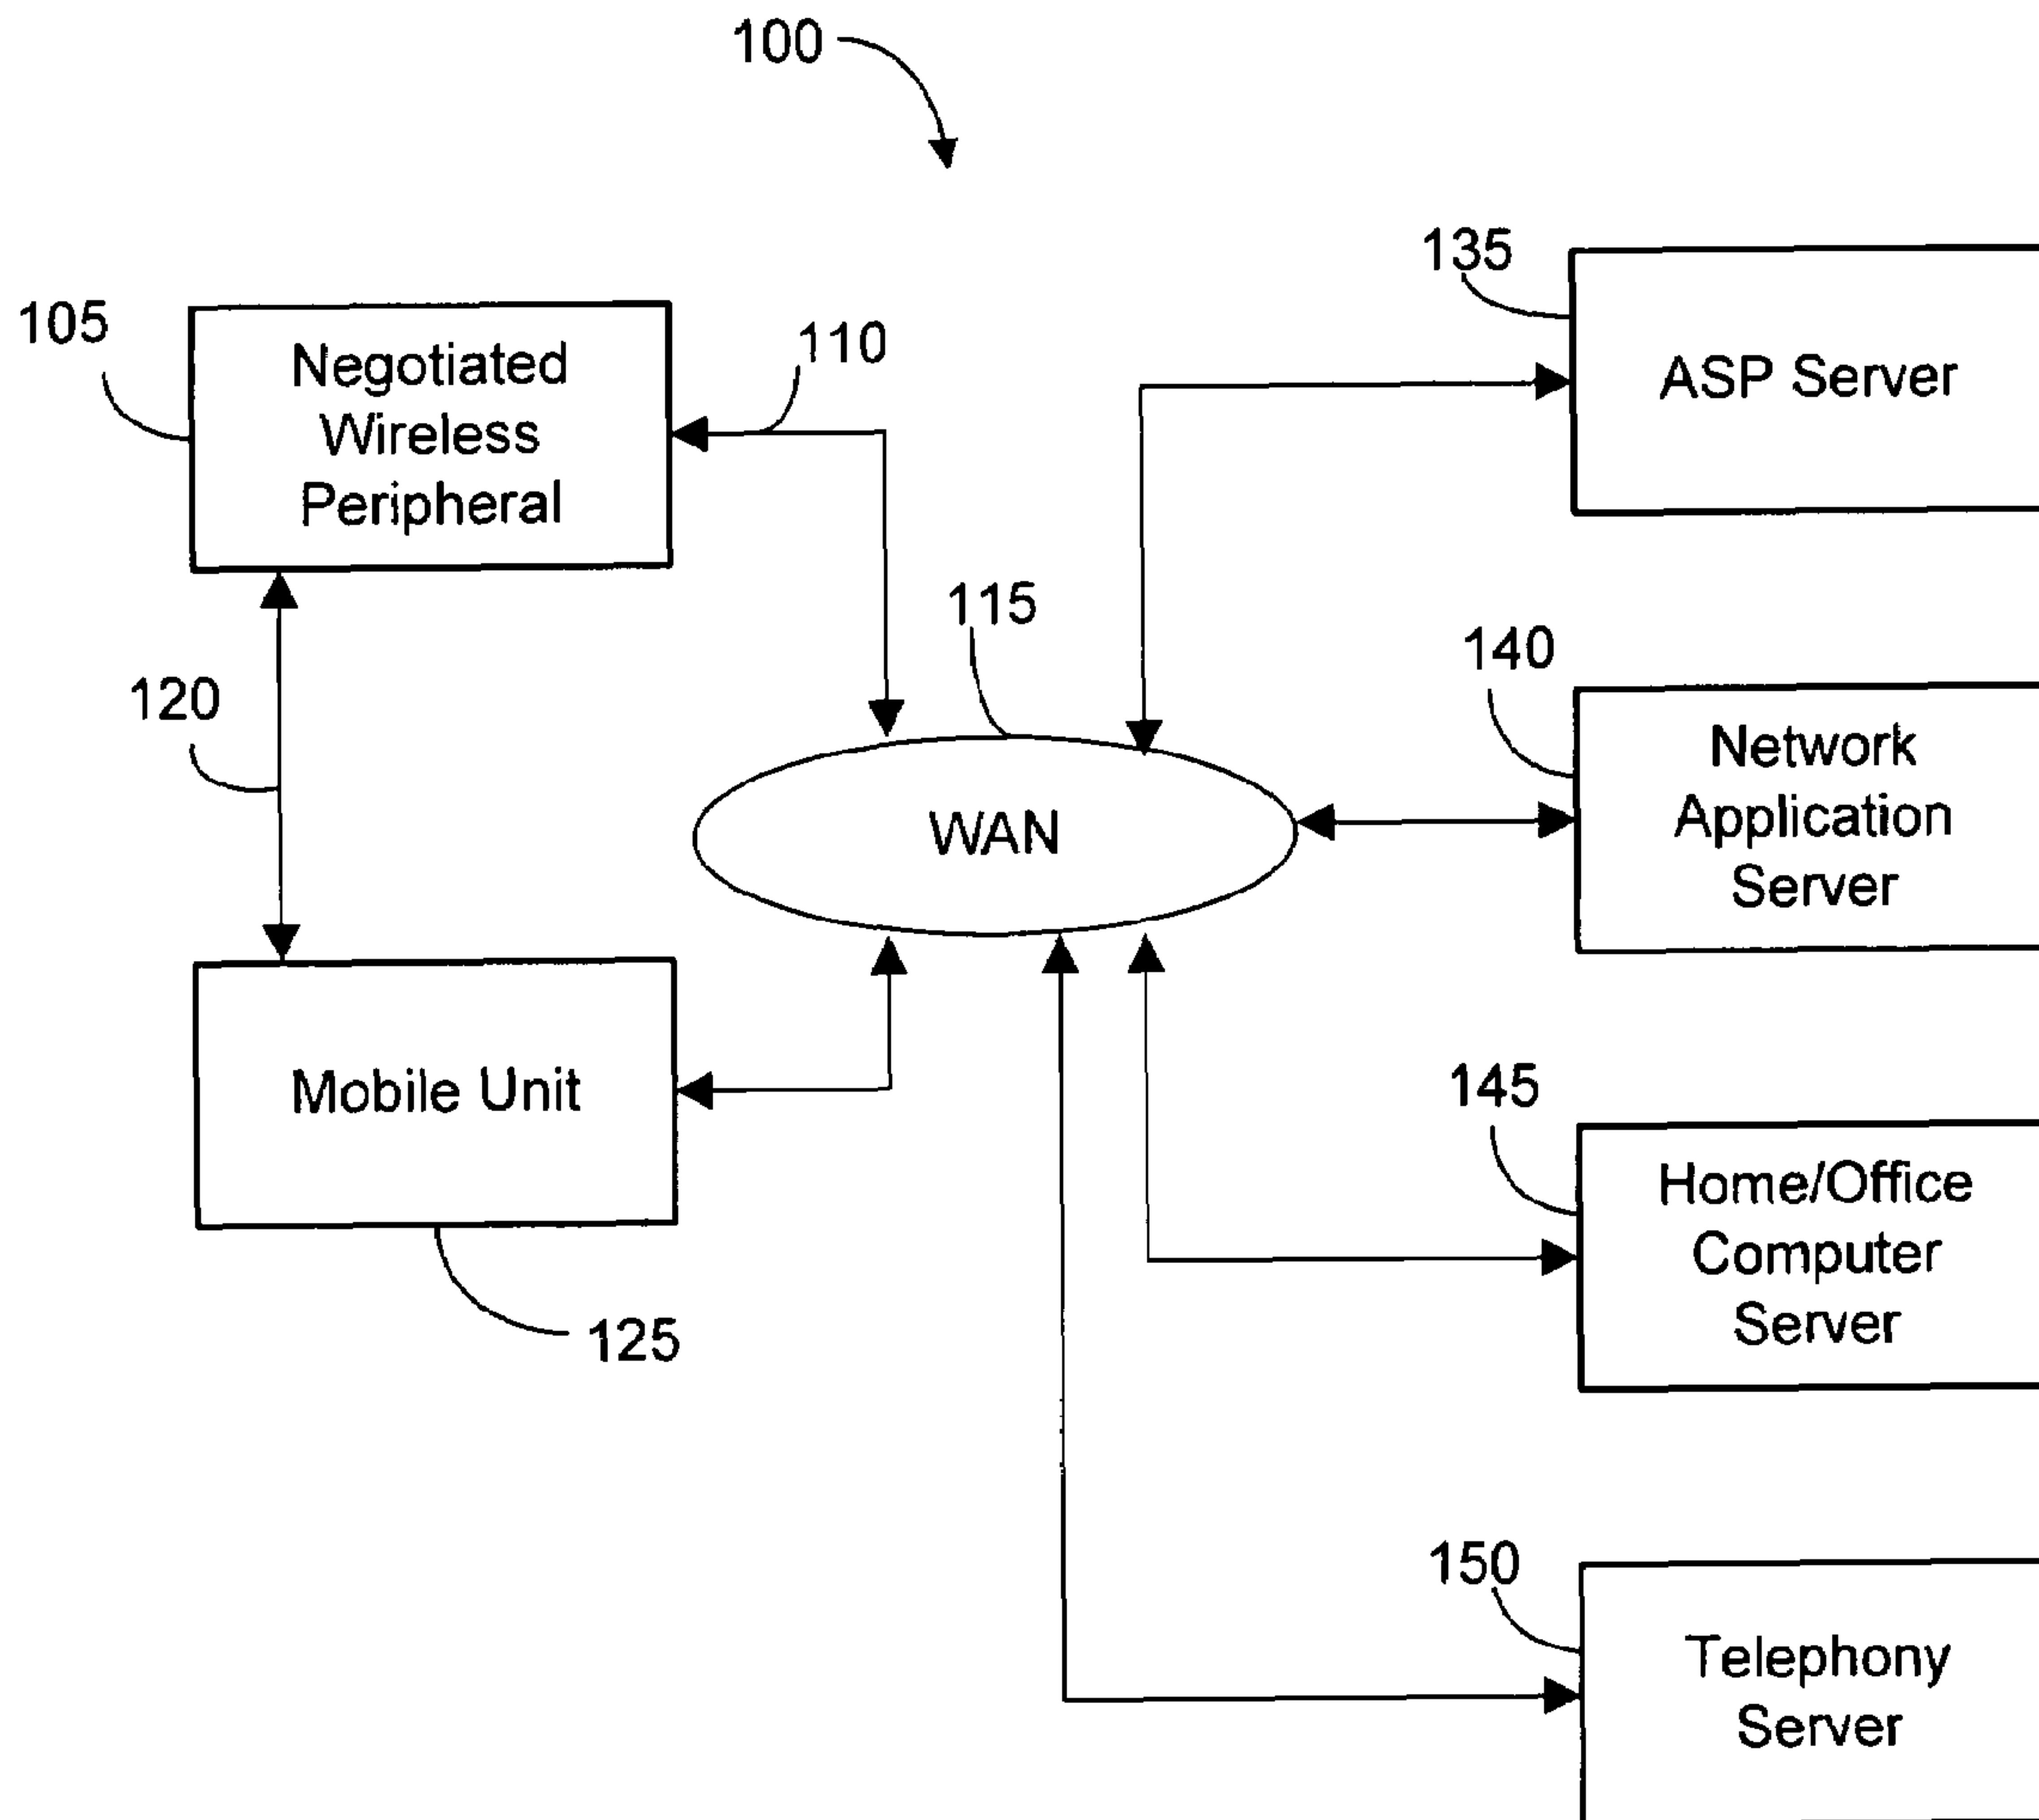 100
135
ASP Server
105
Negotiated
Wireless
Peripheral
110
115
140
Network
Application
Server
120
WAN
Mobile Unit
145
Home/Office
Computer
Server
125
150
Telephony
Server